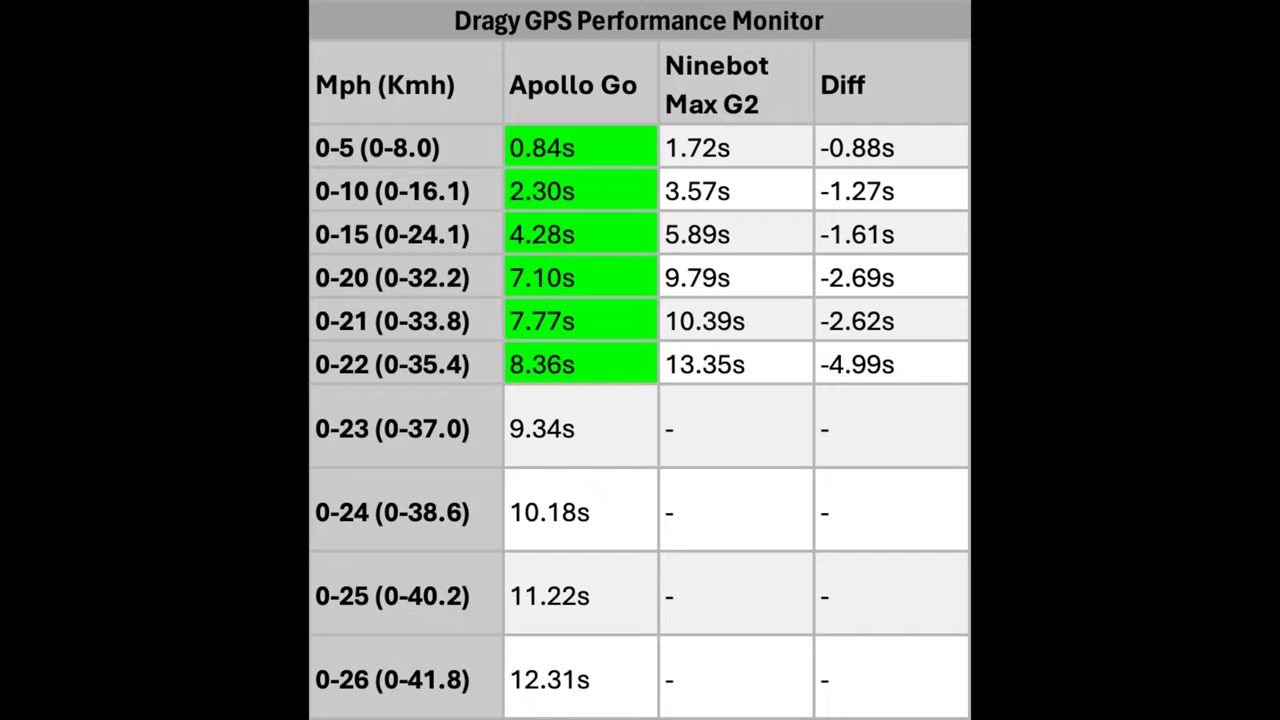 Dragy GPS Performance Monitor
Mph (Kmh) Apollo Go Ninebot Max G2 Diff
0-5 (0-8.0) 0.84s 1.72s -0.88s
0-10 (0-16.1) 2.30s 3.57s -1.27s
0-15 (0-24.1) 4.28s 5.89s -1.61s
0-20 (0-32.2) 7.10s 9.79s -2.69s
0-21 (0-33.8) 7.77s 10.39s -2.62s
0-22 (0-35.4) 8.36s 13.35s -4.99s
0-23 (0-37.0) 9.34s - -
0-24 (0-38.6) 10.18s - -
0-25 (0-40.2) 11.22s - -
0-26 (0-41.8) 12.31s - -